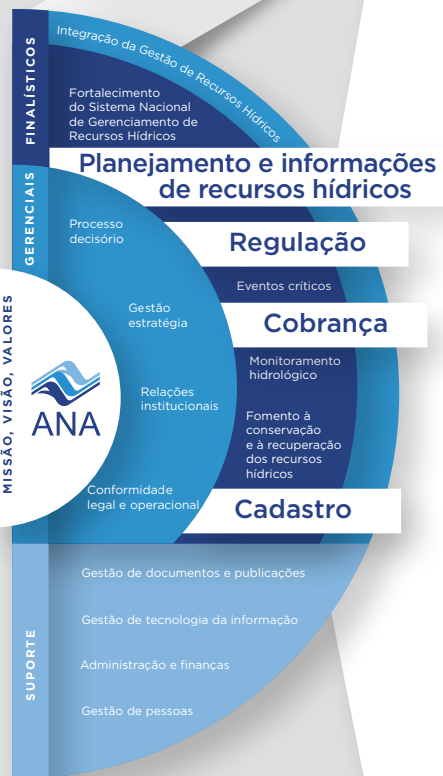 FINALÍSTICOS
Integração da Gestão de Recursos Hídricos
Fortalecimento
do Sistema Nacional
de Gerenciamento de
Recursos Hídricos
Planejamento e informações
de recursos hídricos
GERENCIAIS
Processo
decisório
Regulação
Eventos críticos
Gestão
estratégia
Cobrança
MISSÃO, VISÃO, VALORES
ANA
Monitoramento
hidrológico
Relações
institucionais
Fomento à
conservação
e à recuperação
dos recursos
hídricos
Conformidade
legal e operacional
Cadastro
SUPORTE
Gestão de documentos e publicações
Gestão de tecnologia da informação
Administração e finanças
Gestão de pessoas